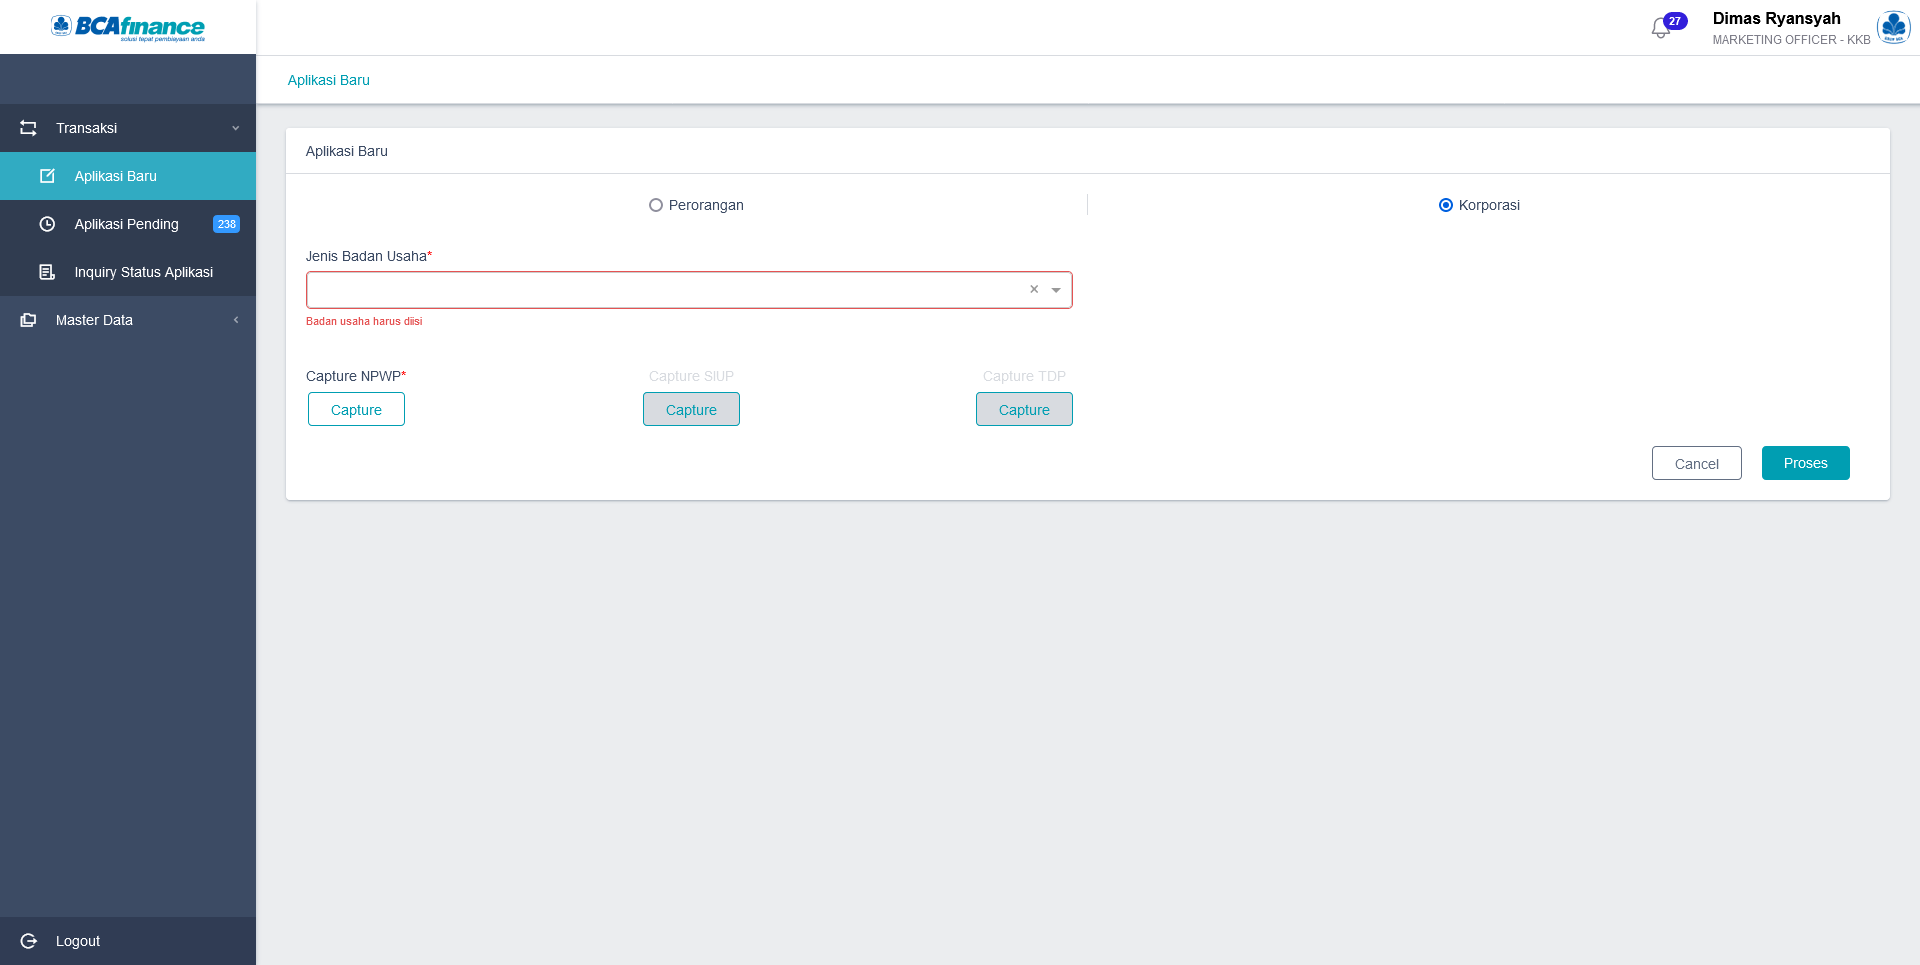 BCAfinance
solusi tepat pembiayaan anda
27
Dimas Ryansyah
MARKETING OFFICER - KKB
Aplikasi Baru
Transaksi
Aplikasi Baru
Aplikasi Pending 238
Inquiry Status Aplikasi
Master Data
Logout
Aplikasi Baru
Perorangan
Korporasi
Jenis Badan Usaha*
×
Badan usaha harus diisi
Capture NPWP* Capture SIUP Capture TDP
Capture Capture Capture
Cancel Proses